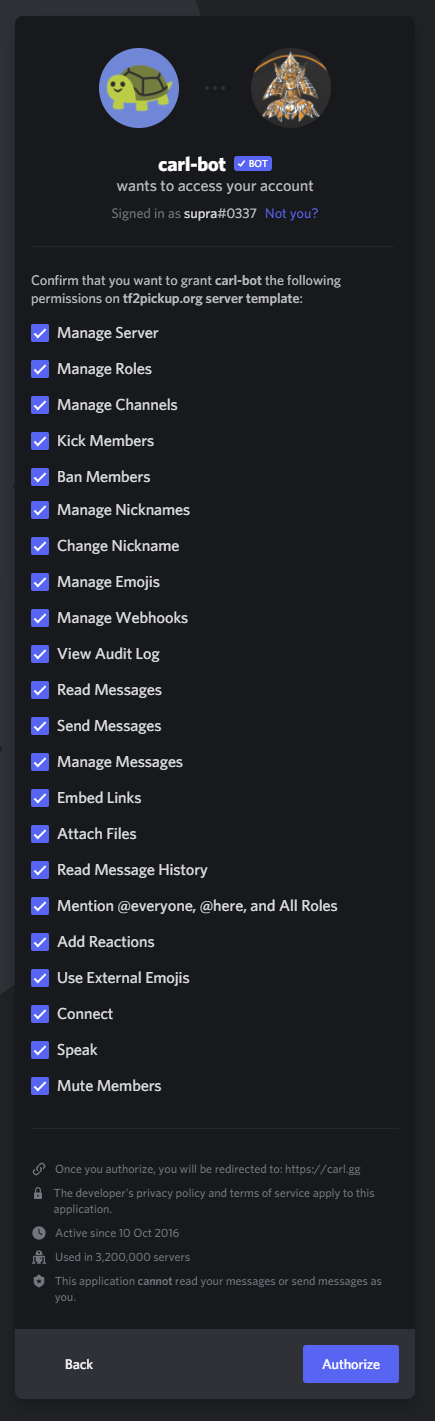 carl-bot ✓ BOT
wants to access your account
Signed in as supra#0337 Not you?
Confirm that you want to grant carl-bot the following
permissions on tf2pickup.org server template:
Manage Server
Manage Roles
Manage Channels
Kick Members
Ban Members
Manage Nicknames
Change Nickname
Manage Emojis
Manage Webhooks
View Audit Log
Read Messages
Send Messages
Manage Messages
Embed Links
Attach Files
Read Message History
Mention @everyone, @here, and All Roles
Add Reactions
Use External Emojis
Connect
Speak
Mute Members
Once you authorize, you will be redirected to: https://carl.gg
The developer's privacy policy and terms of service apply to this
application.
Active since 10 Oct 2016
Used in 3,200,000 servers
This application cannot read your messages or send messages as
you.
Back Authorize